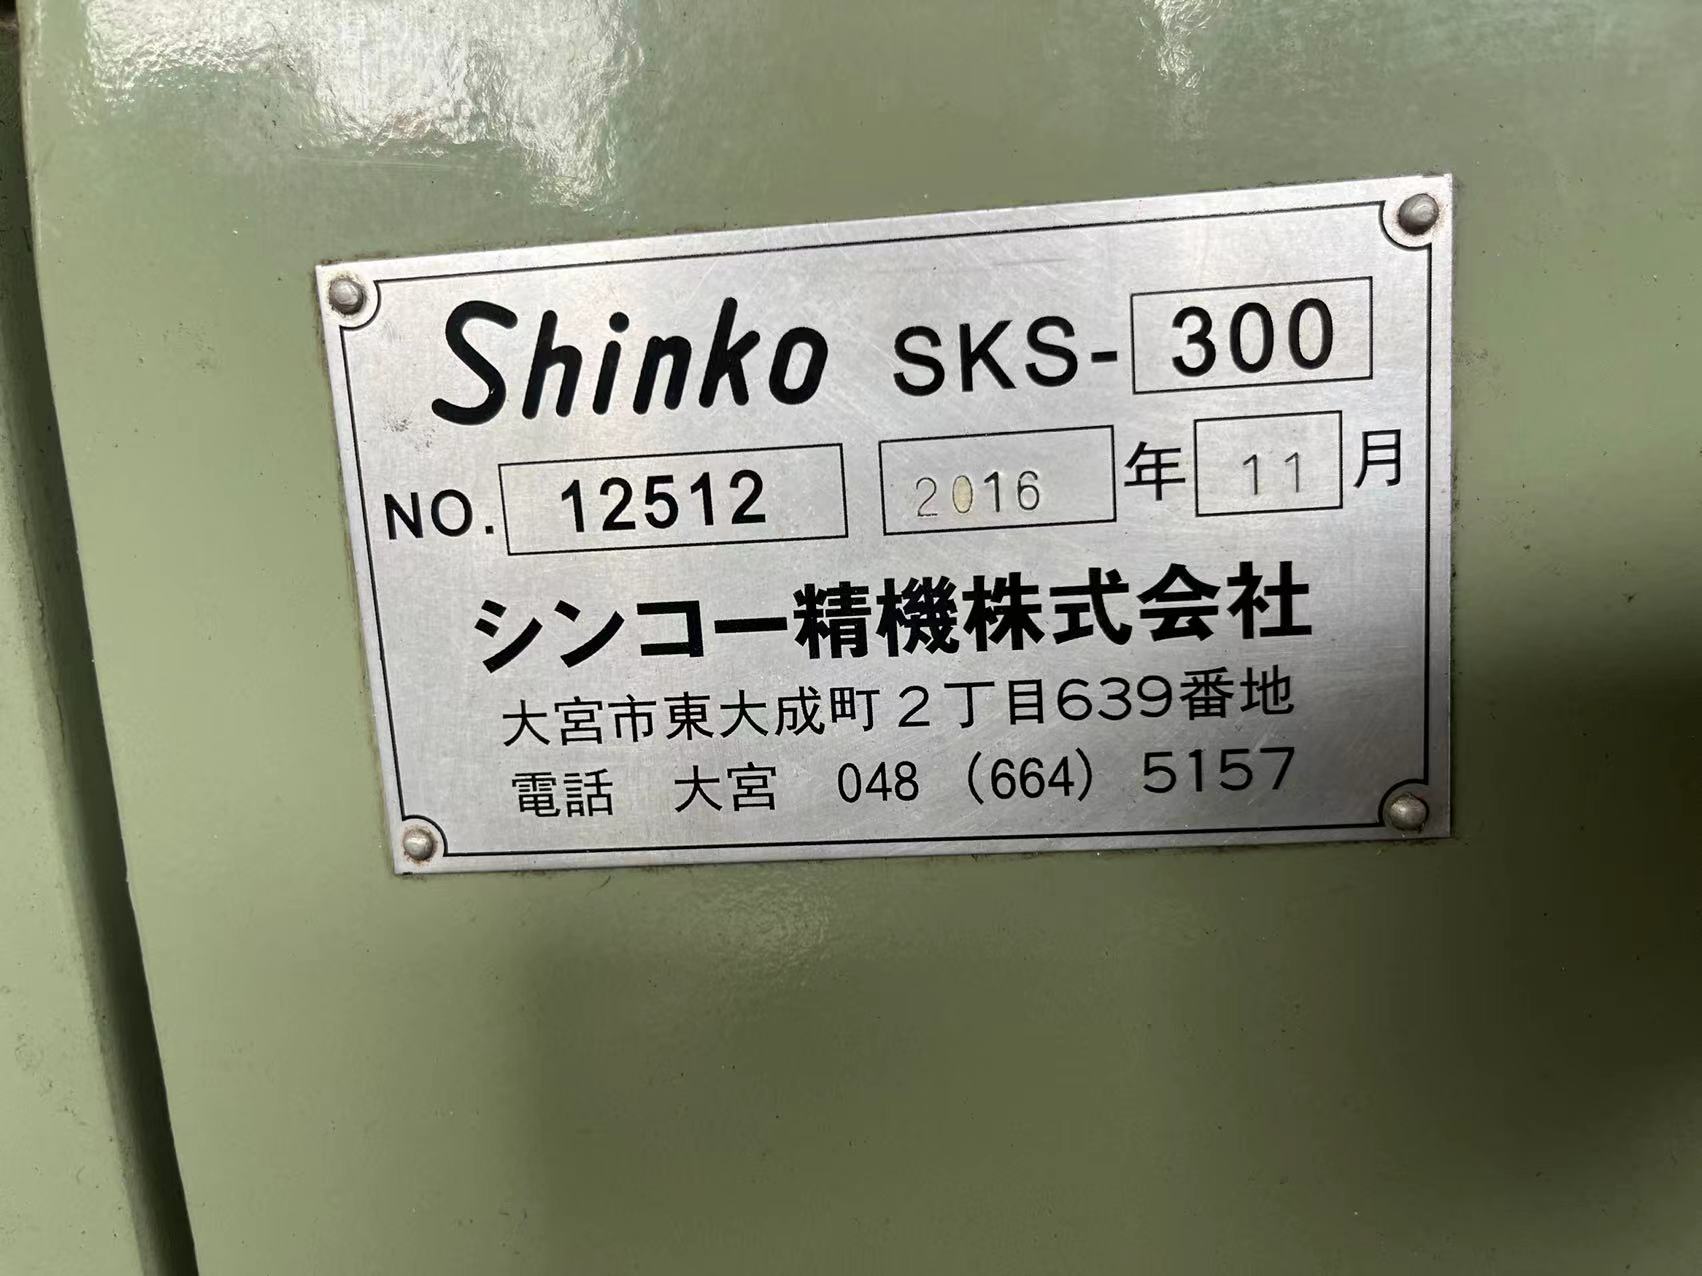 Shinko SKS-300
NO. 12512 2016 年 11 月
シンコー精機株式会社
大宮市東大成町2丁目639番地
電話 大宮 048 (664) 5157